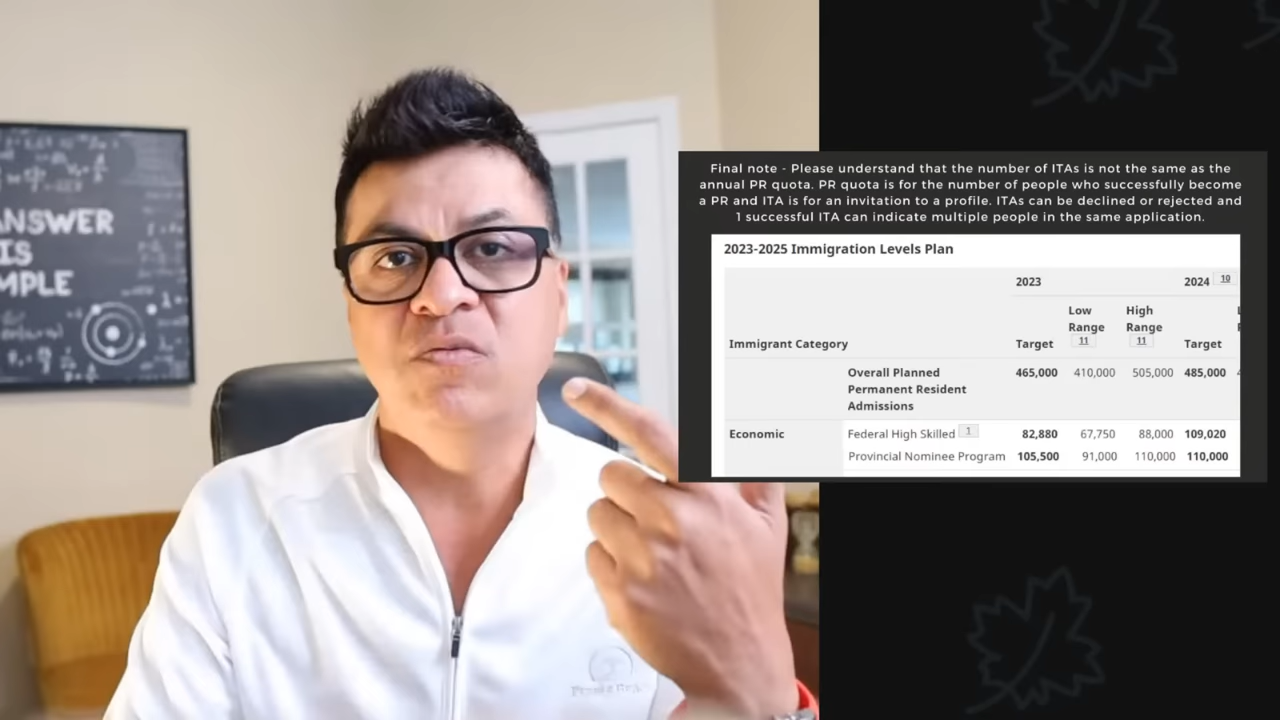 ANSWER
IS
MPLE
Final note - Please understand that the number of ITAs is not the same as the
annual PR quota. PR quota is for the number of people who successfully become
a PR and ITA is for an invitation to a profile. ITAs can be declined or rejected and
1 successful ITA can indicate multiple people in the same application.
2023-2025 Immigration Levels Plan
2023 2024 10
Low High
Range Range
Immigrant Category Target 11 11 Target
Overall Planned 465,000 410,000 505,000 485,000
Permanent Resident
Admissions
Economic Federal High Skilled 1 82,880 67,750 88,000 109,020
Provincial Nominee Program 105,500 91,000 110,000 110,000